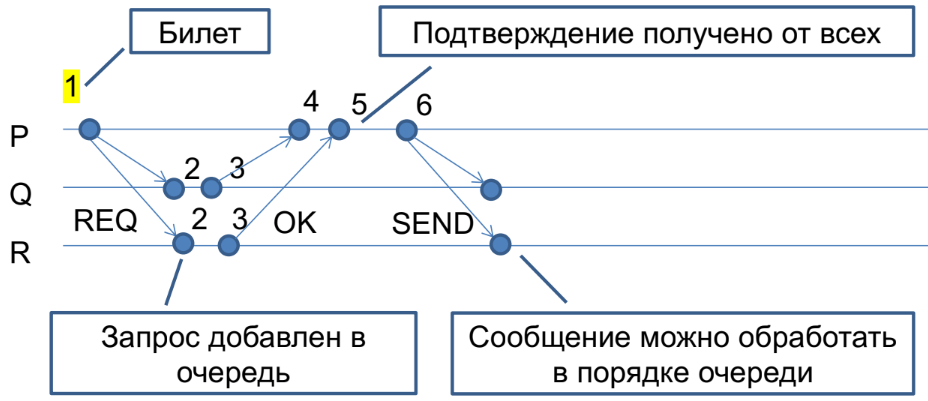 Билет
Подтверждение получено от всех
1
4 5 6
P
2 3
Q
REQ 2 3 OK SEND
R
Запрос добавлен в
очередь
Сообщение можно обработать
в порядке очереди